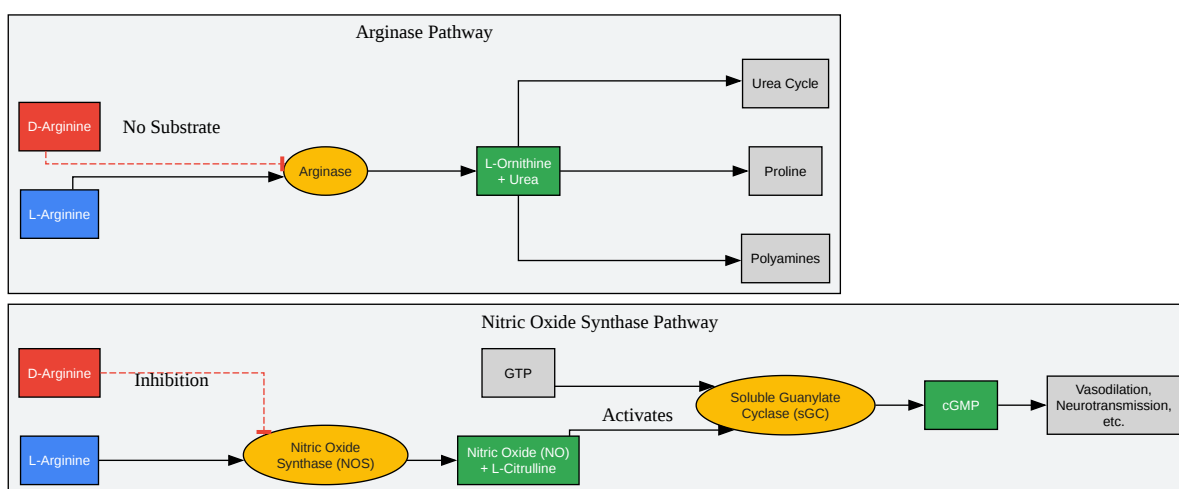 Arginase Pathway
Urea Cycle
D-Arginine
No Substrate
L-Ornithine
+ Urea
Arginase
Proline
L-Arginine
Polyamines
Nitric Oxide Synthase Pathway
D-Arginine
Inhibition
GTP
Soluble Guanylate
Cyclase (sGC)
cGMP
Vasodilation,
Neurotransmission,
etc.
Activates
L-Arginine
Nitric Oxide
Synthase (NOS)
Nitric Oxide (NO)
+ L-Citrulline